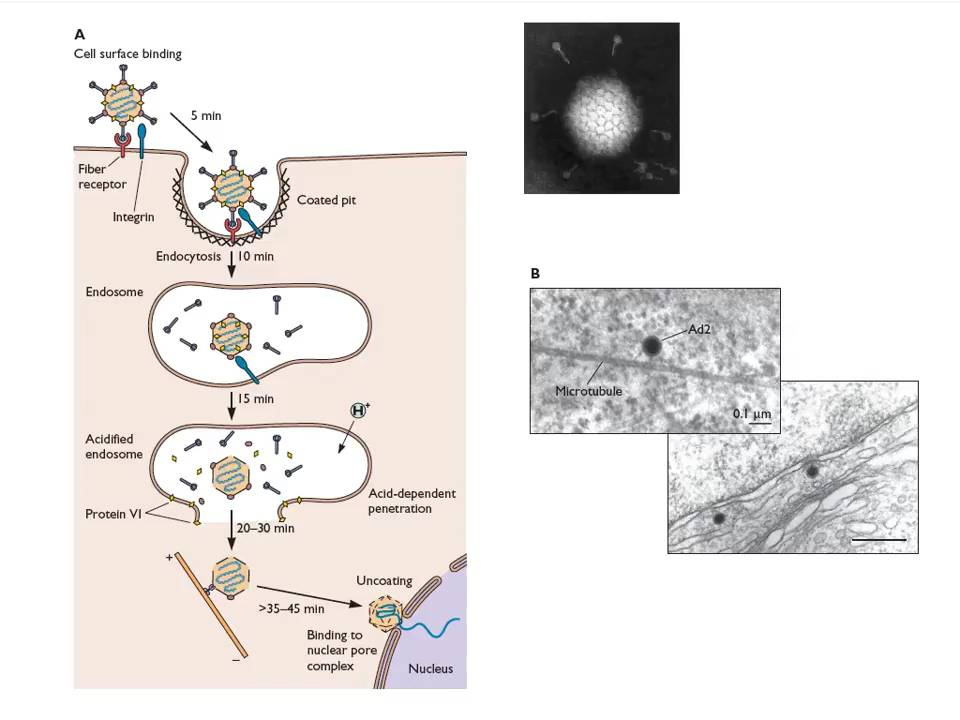 A
Cell surface binding
5 min
Fiber
receptor
Integrin
Coated pit
Endocytosis
10 min
Endosome
15 min
H+
Acidified
endosome
Acid-dependent
penetration
Protein VI
20–30 min
+
–
>35–45 min
Uncoating
Binding to
nuclear pore
complex
Nucleus
B
Ad2
Microtubule
0.1 µm